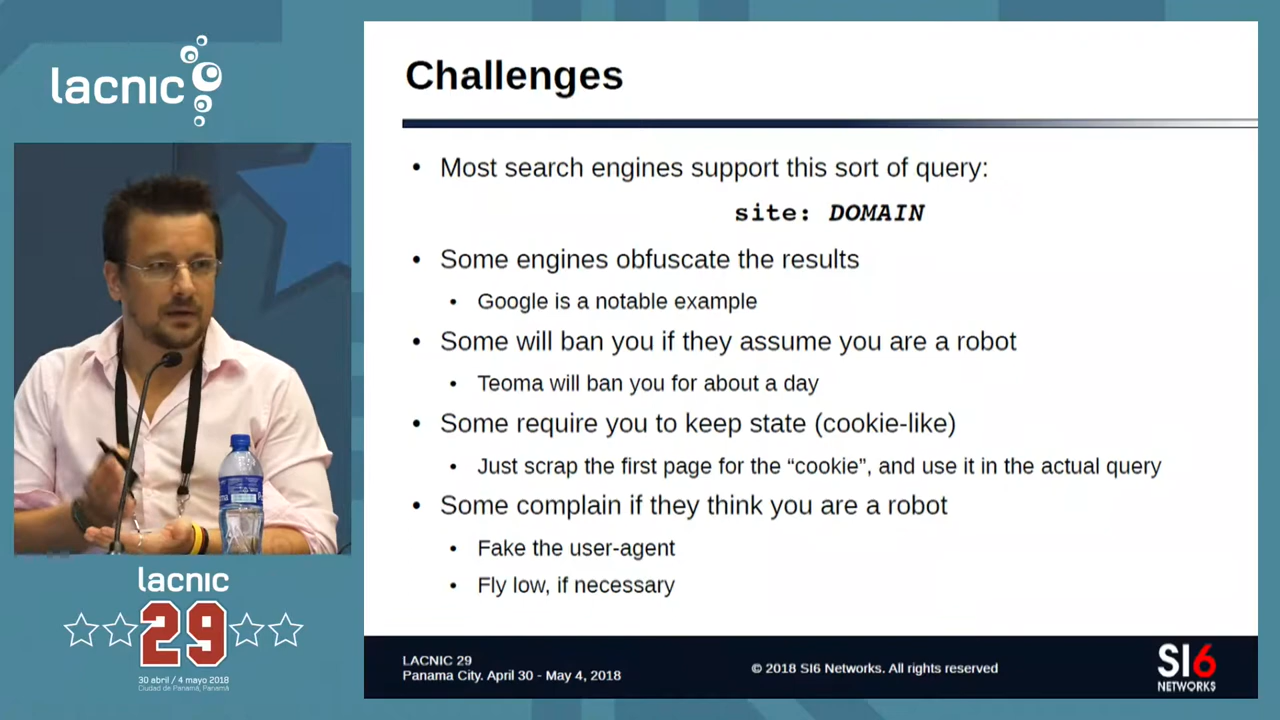 lacnic
Challenges
• Most search engines support this sort of query:
site: DOMAIN
• Some engines obfuscate the results
• Google is a notable example
• Some will ban you if they assume you are a robot
• Teoma will ban you for about a day
• Some require you to keep state (cookie-like)
• Just scrap the first page for the “cookie”, and use it in the actual query
• Some complain if they think you are a robot
• Fake the user-agent
• Fly low, if necessary
lacnic
29
30 abril / 4 mayo 2018
Ciudad de Panamá, Panamá
LACNIC 29
Panama City. April 30 - May 4, 2018
© 2018 SI6 Networks. All rights reserved
SI6
NETWORKS